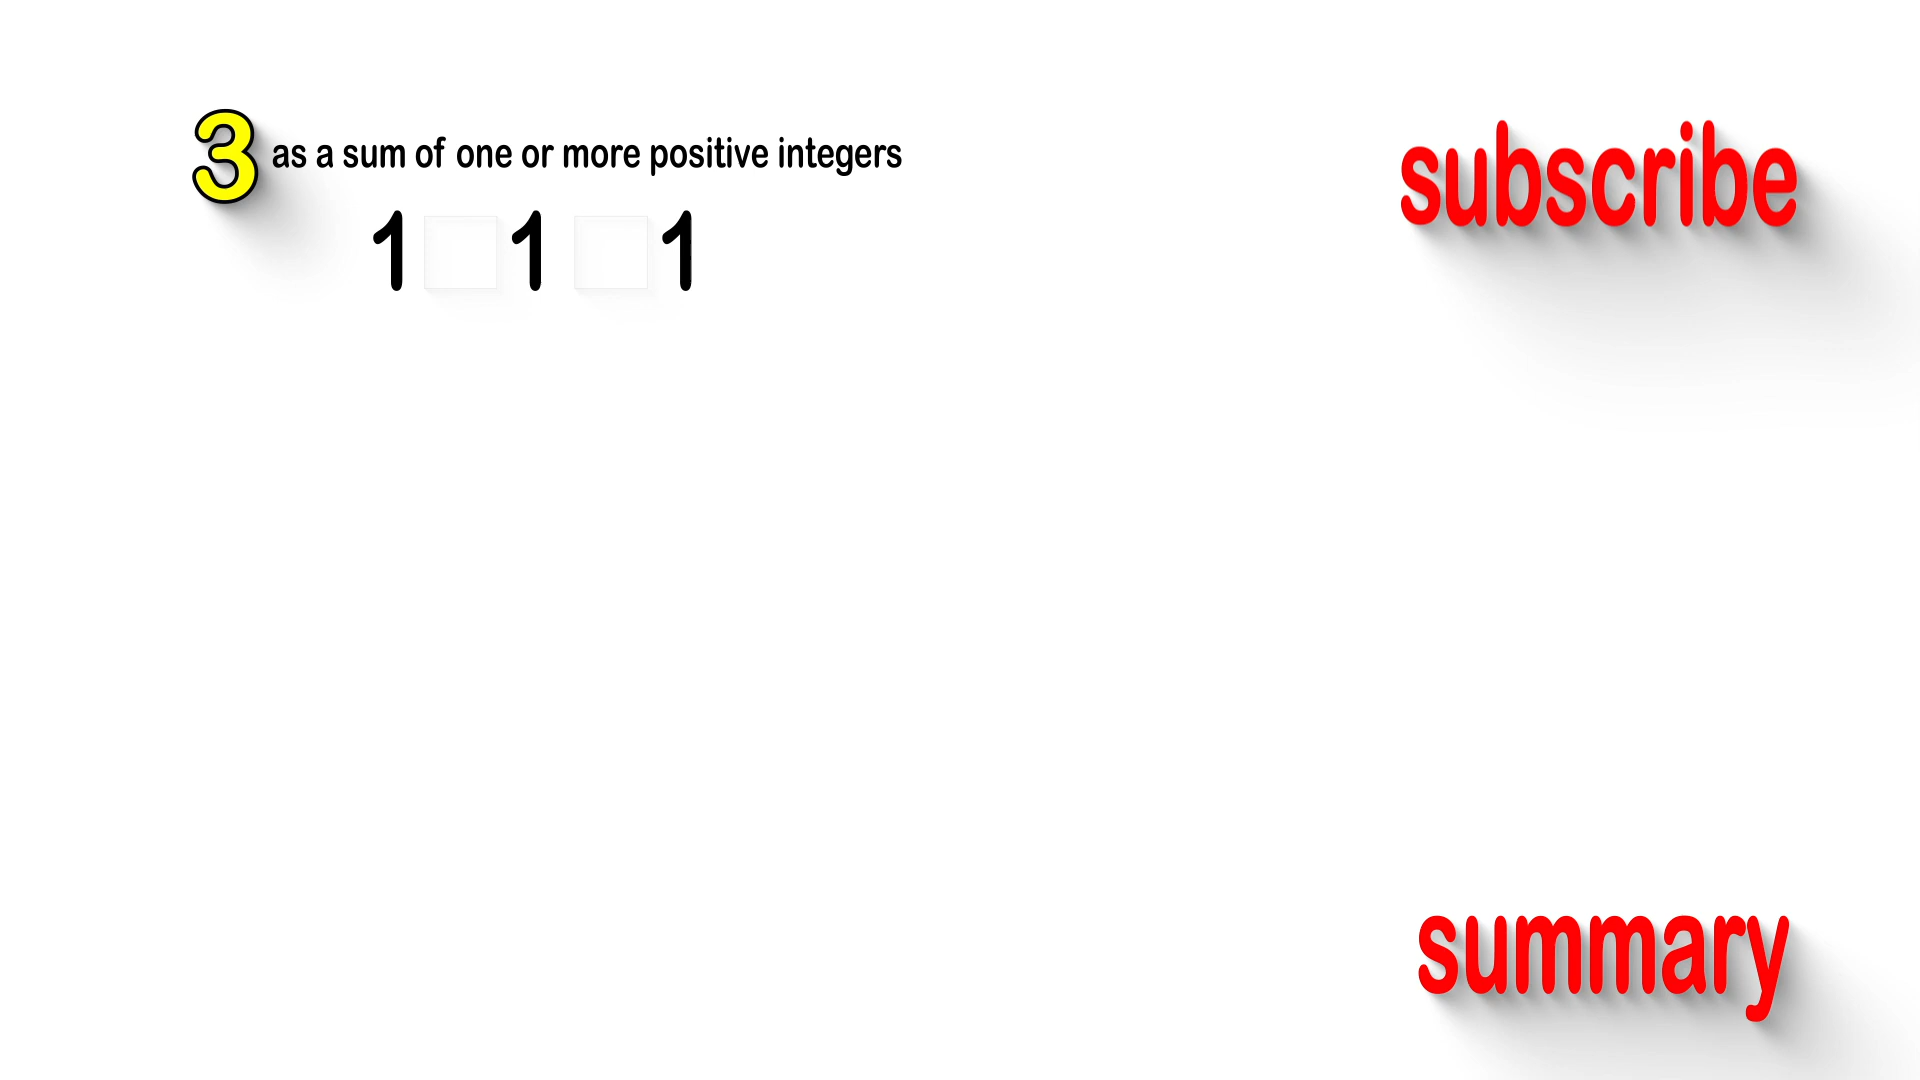 3 as a sum of one or more positive integers
1 1 1
subscribe
summary